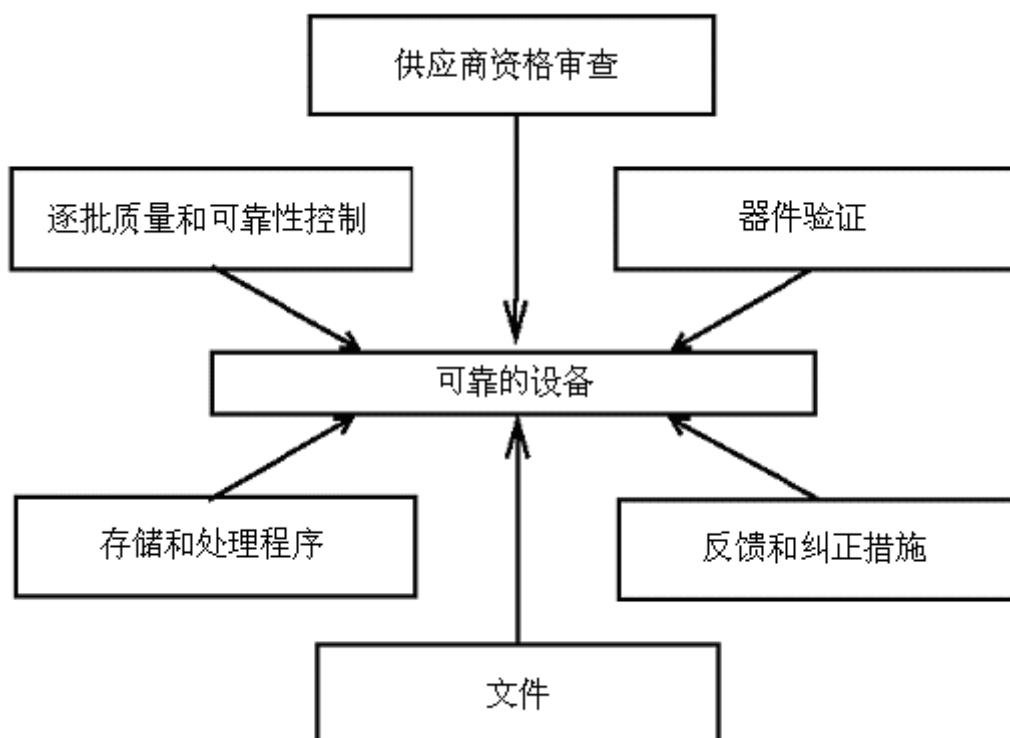 供应商资格审查
逐批质量和可靠性控制
器件验证
可靠的设备
存储和处理程序
反馈和纠正措施
文件